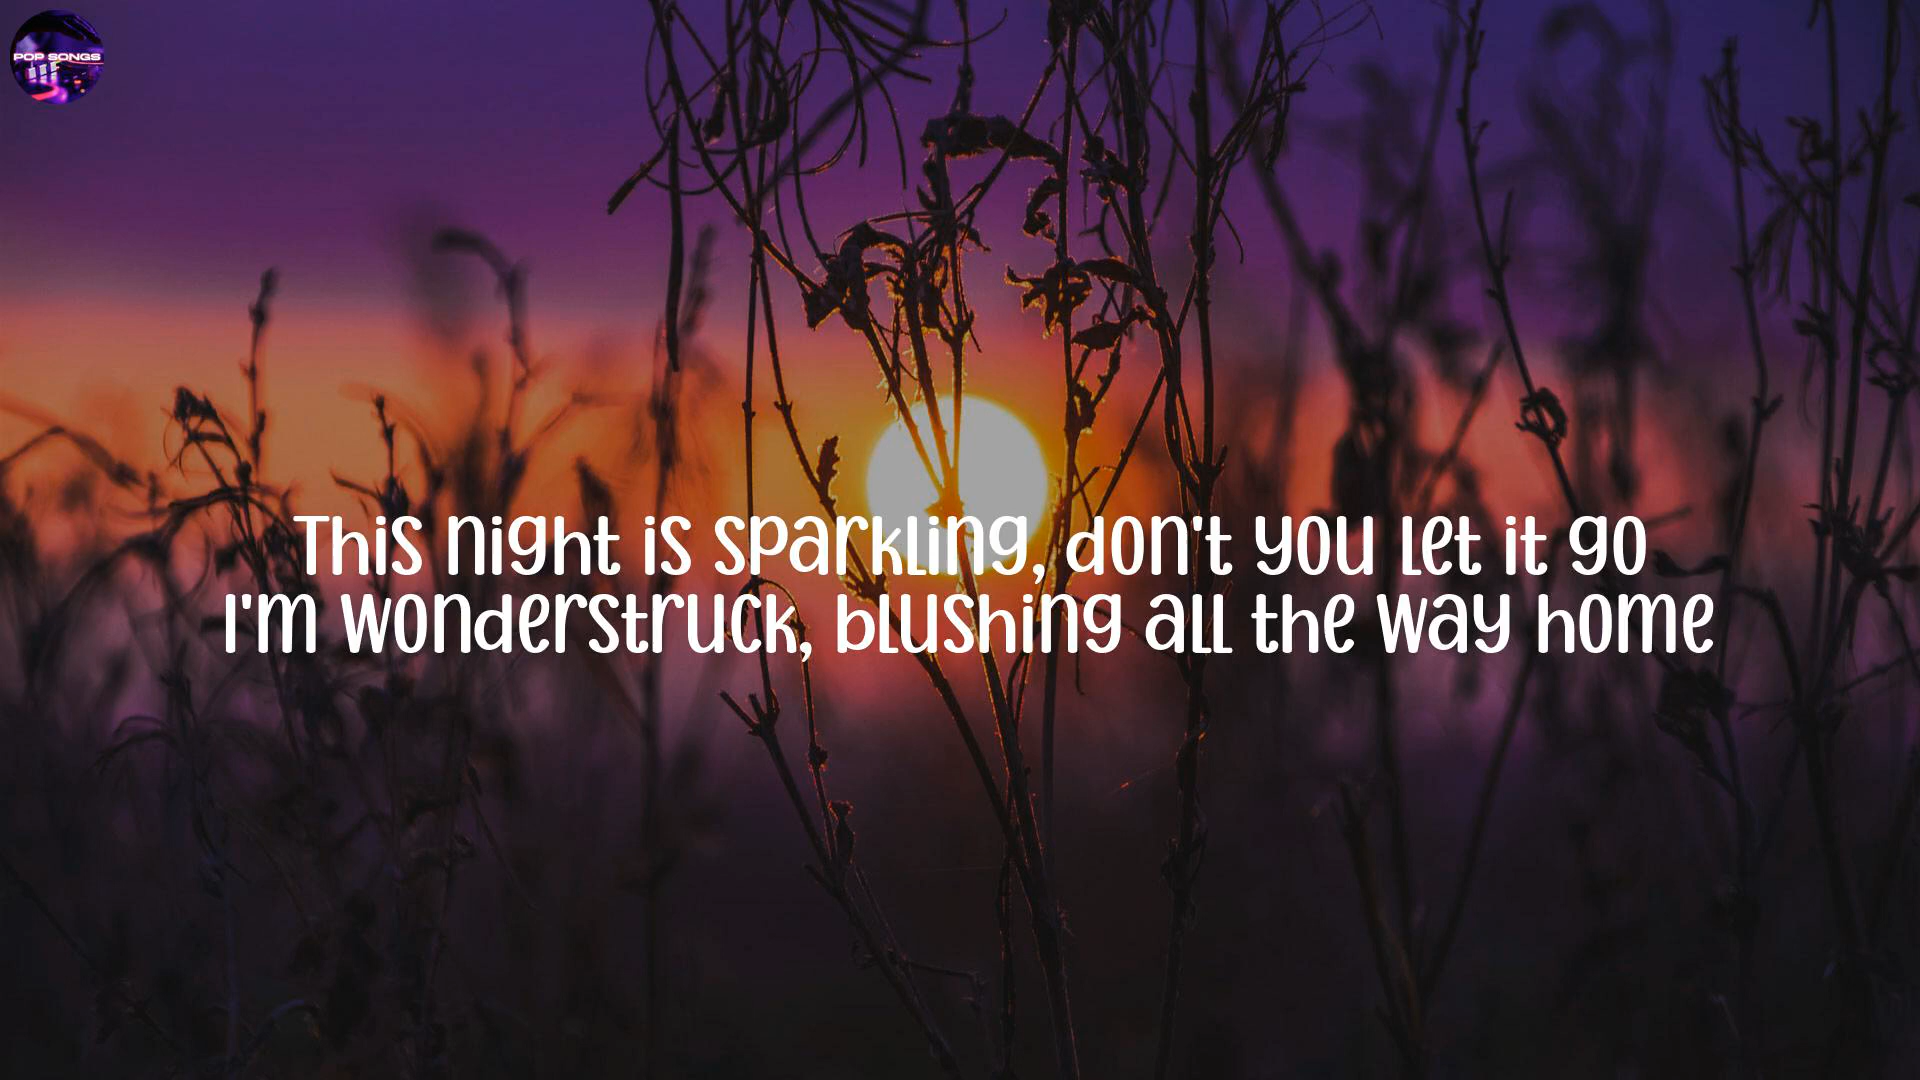 POP SONGS
This night is sparkling, don't you let it go
I'm wonderstruck, blushing all the way home